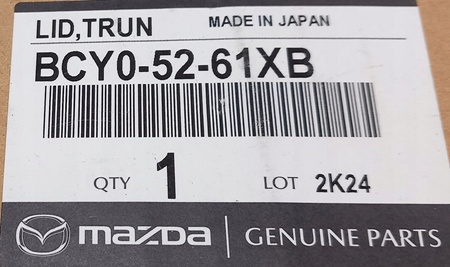 LID,TRUN MADE IN JAPAN
BCY0-52-61XB
QTY 1 LOT 2K24
mazda GENUINE PARTS